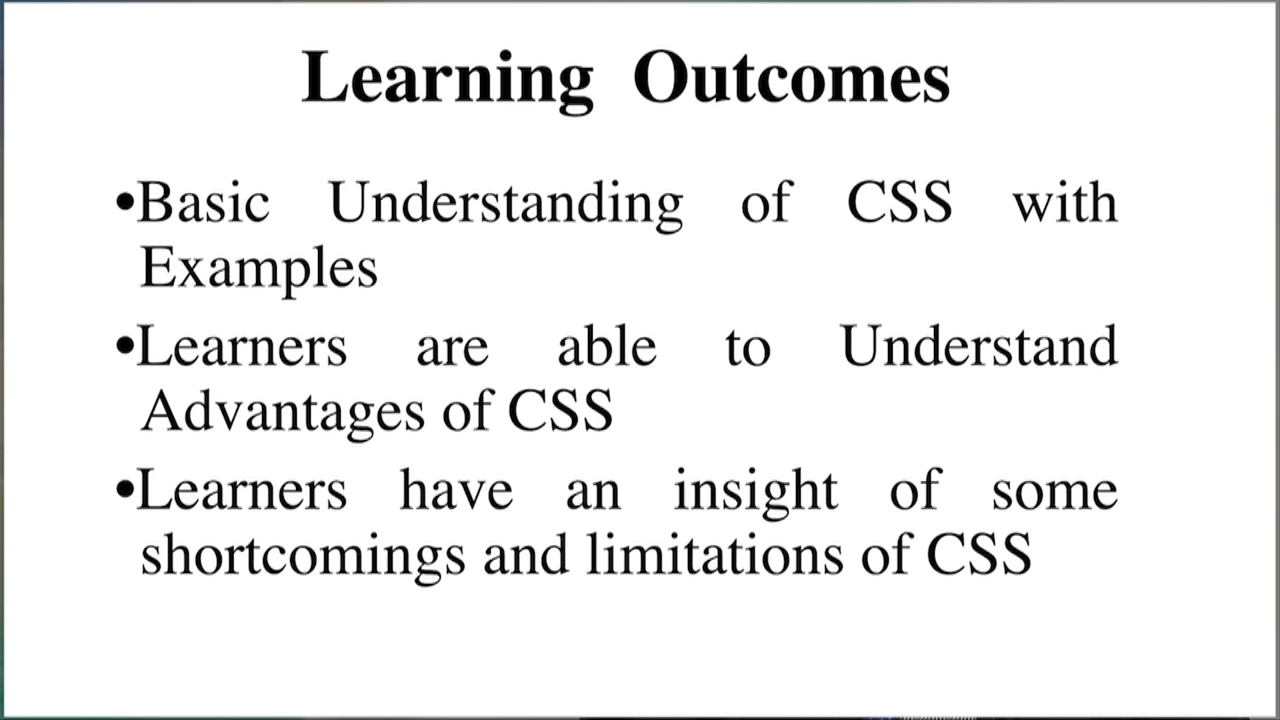 Learning Outcomes
•Basic Understanding of CSS with
Examples
•Learners are able to Understand
Advantages of CSS
•Learners have an insight of some
shortcomings and limitations of CSS